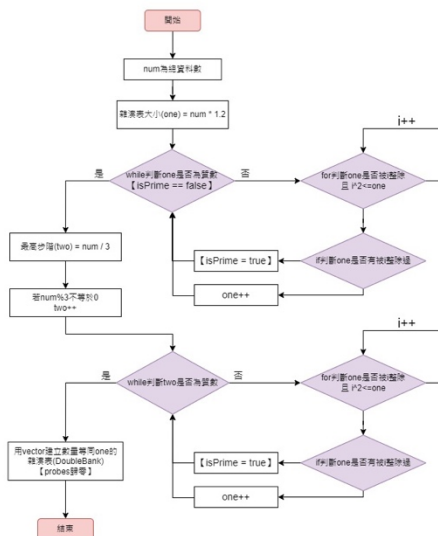 開始
num為總資料數
雜湊表大小(one) = num * 1.2
i++
while判斷one是否為質數
【isPrime == false】
是
否
for判斷one是否被i整除
且 i^2<=one
最高步階(two) = num / 3
【isPrime = true】
if判斷one是否有被i整除過
one++
若num%3不等於0
two++
i++
while判斷two是否為質數
是
否
for判斷one是否被i整除
且 i^2<=one
用vector建立數量等同one的
雜湊表(DoubleBank)
【probes歸零】
【isPrime = true】
if判斷one是否有被i整除過
one++
結束